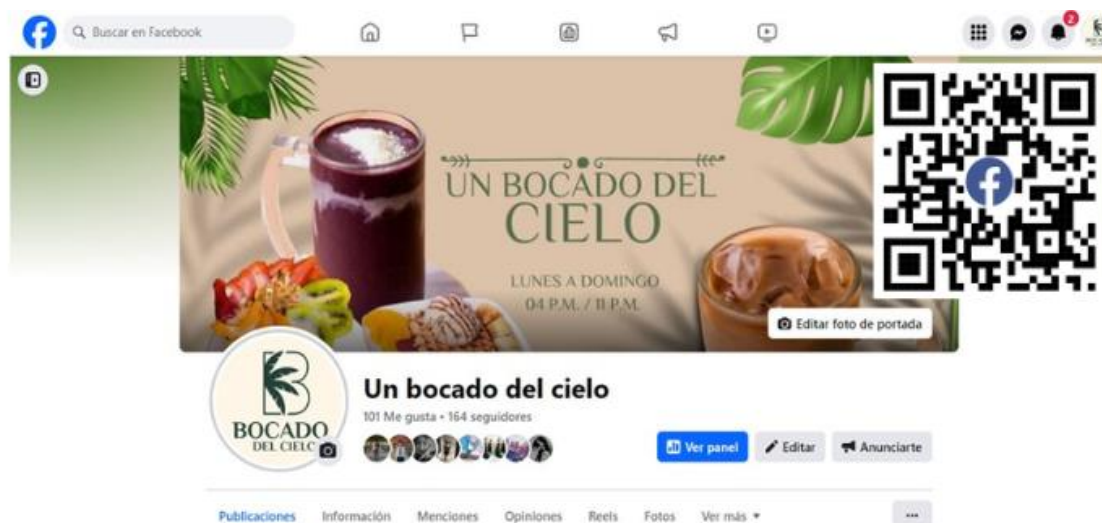 Buscar en Facebook
2
UN BOCADO DEL
CIELO
LUNES A DOMINGO
04 P.M. / 11 P.M.
Editar foto de portada
BOCADO
DEL CIELO
Un bocado del cielo
101 Me gusta • 164 seguidores
Ver panel
Editar
Anunciarte
Publicaciones
Información
Menciones
Opiniones
Reels
Fotos
Ver más